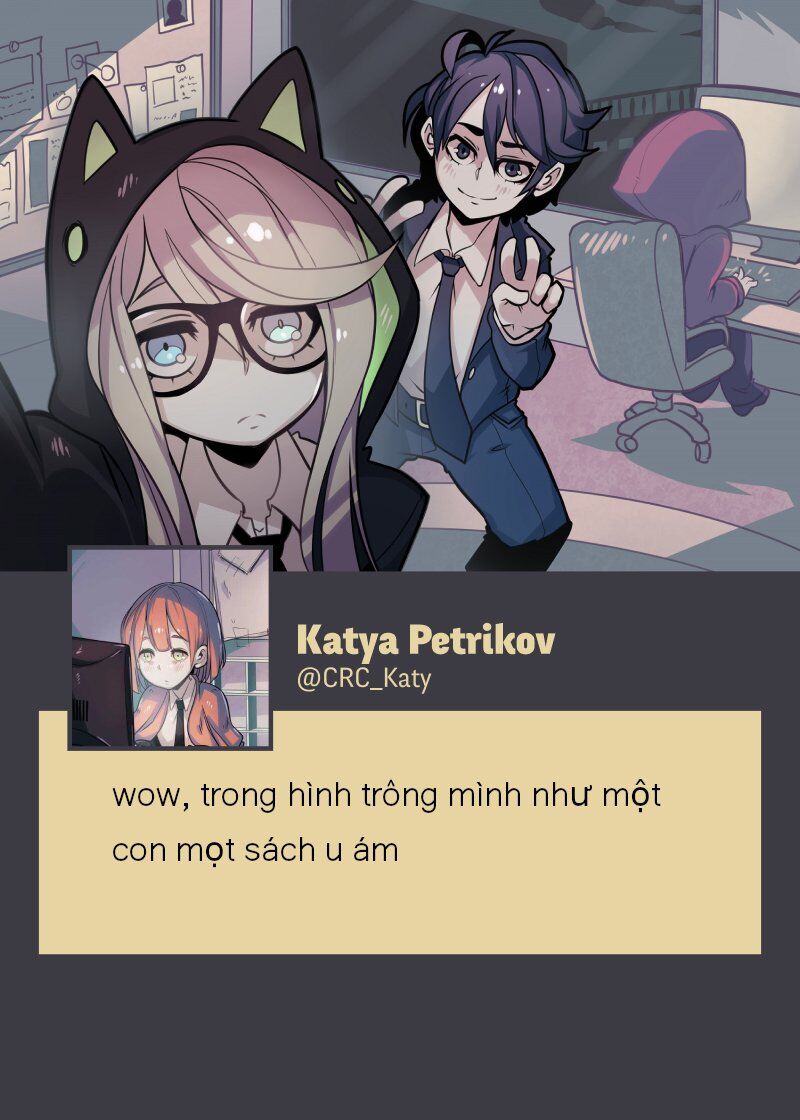 Katya Petrikov
@CRC_Katy
wow, trong hình trông mình như một
con mọt sách u ám